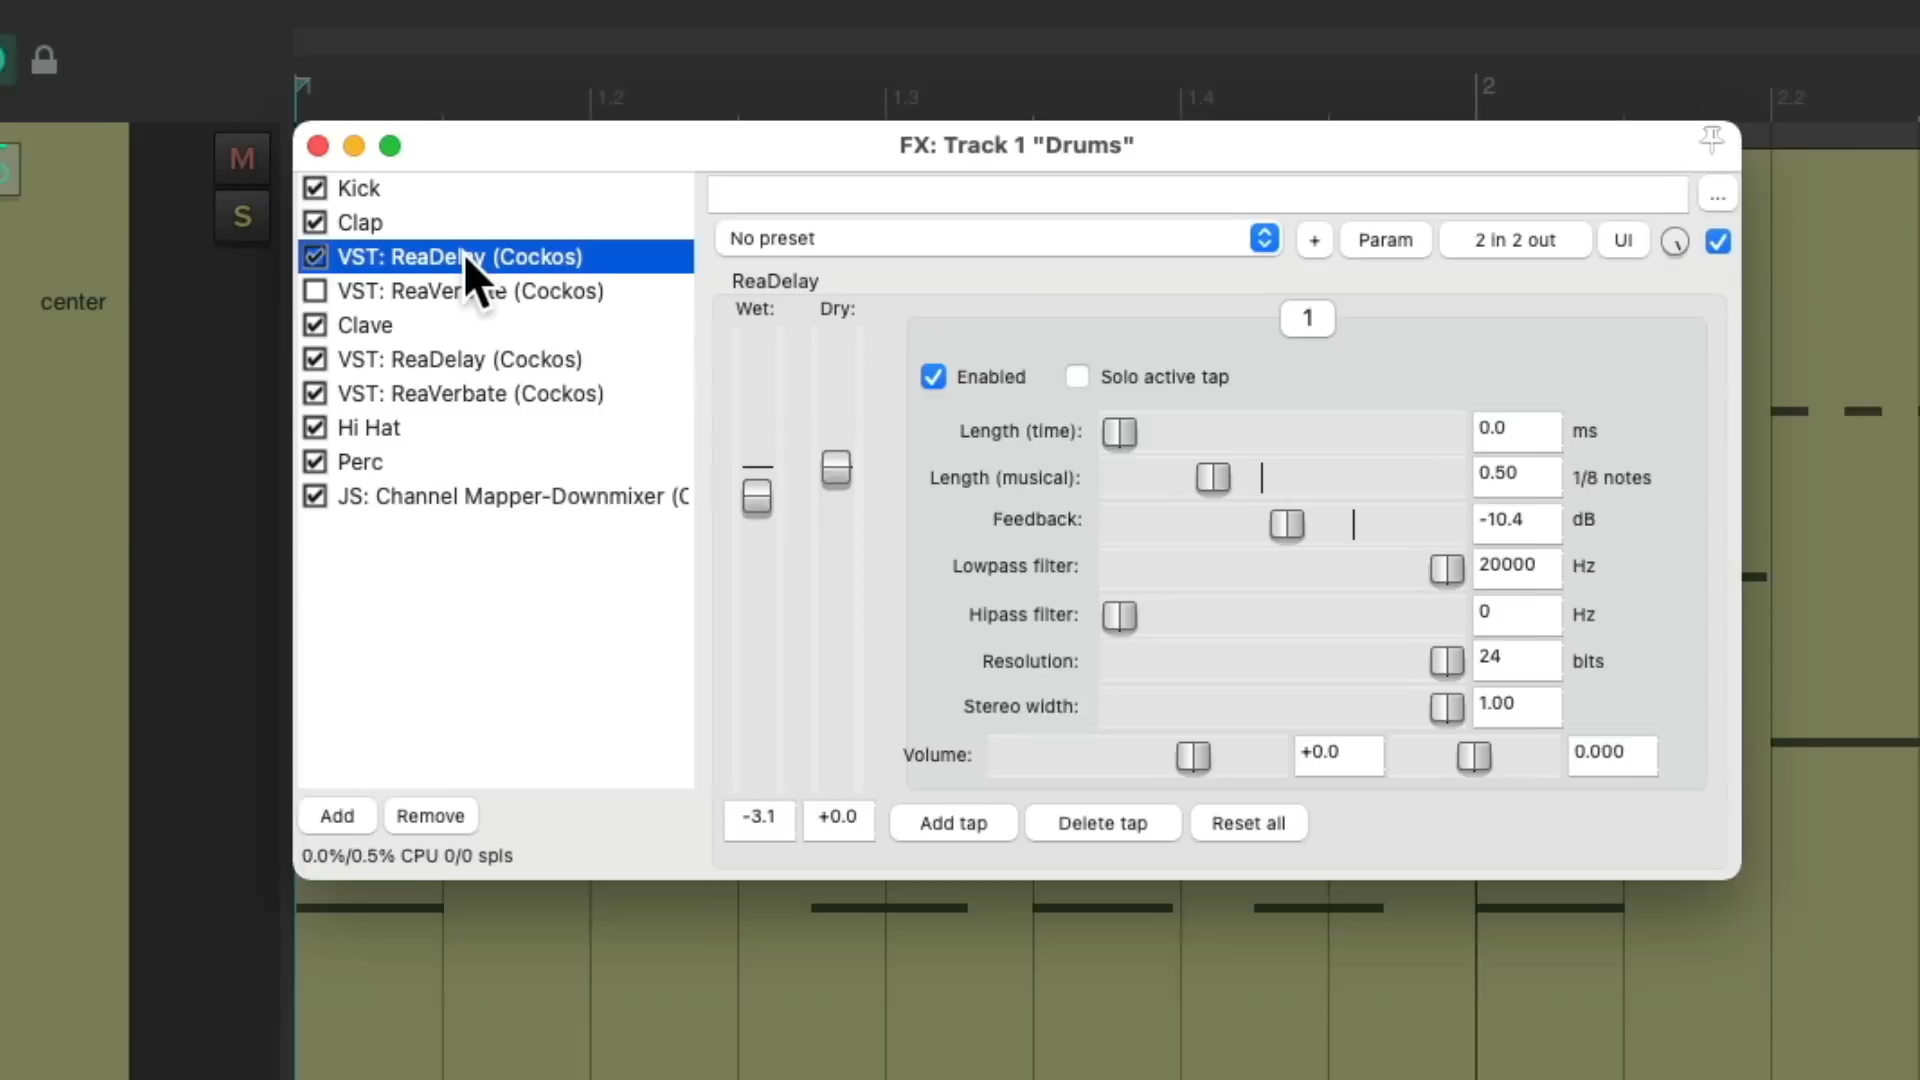 1.2
1.3
1.4
2
2.2
M
S
center
FX: Track 1 "Drums"
Kick
Clap
VST: ReaDelay (Cockos)
VST: ReaVerbate (Cockos)
Clave
VST: ReaDelay (Cockos)
VST: ReaVerbate (Cockos)
Hi Hat
Perc
JS: Channel Mapper-Downmixer (C
Add
Remove
0.0%/0.5% CPU 0/0 spls
...
No preset
+
Param
2 in 2 out
UI
ReaDelay
Wet:
Dry:
1
Enabled
Solo active tap
Length (time):
0.0
ms
Length (musical):
0.50
1/8 notes
Feedback:
-10.4
dB
Lowpass filter:
20000
Hz
Hipass filter:
0
Hz
Resolution:
24
bits
Stereo width:
1.00
Volume:
+0.0
0.000
-3.1
+0.0
Add tap
Delete tap
Reset all